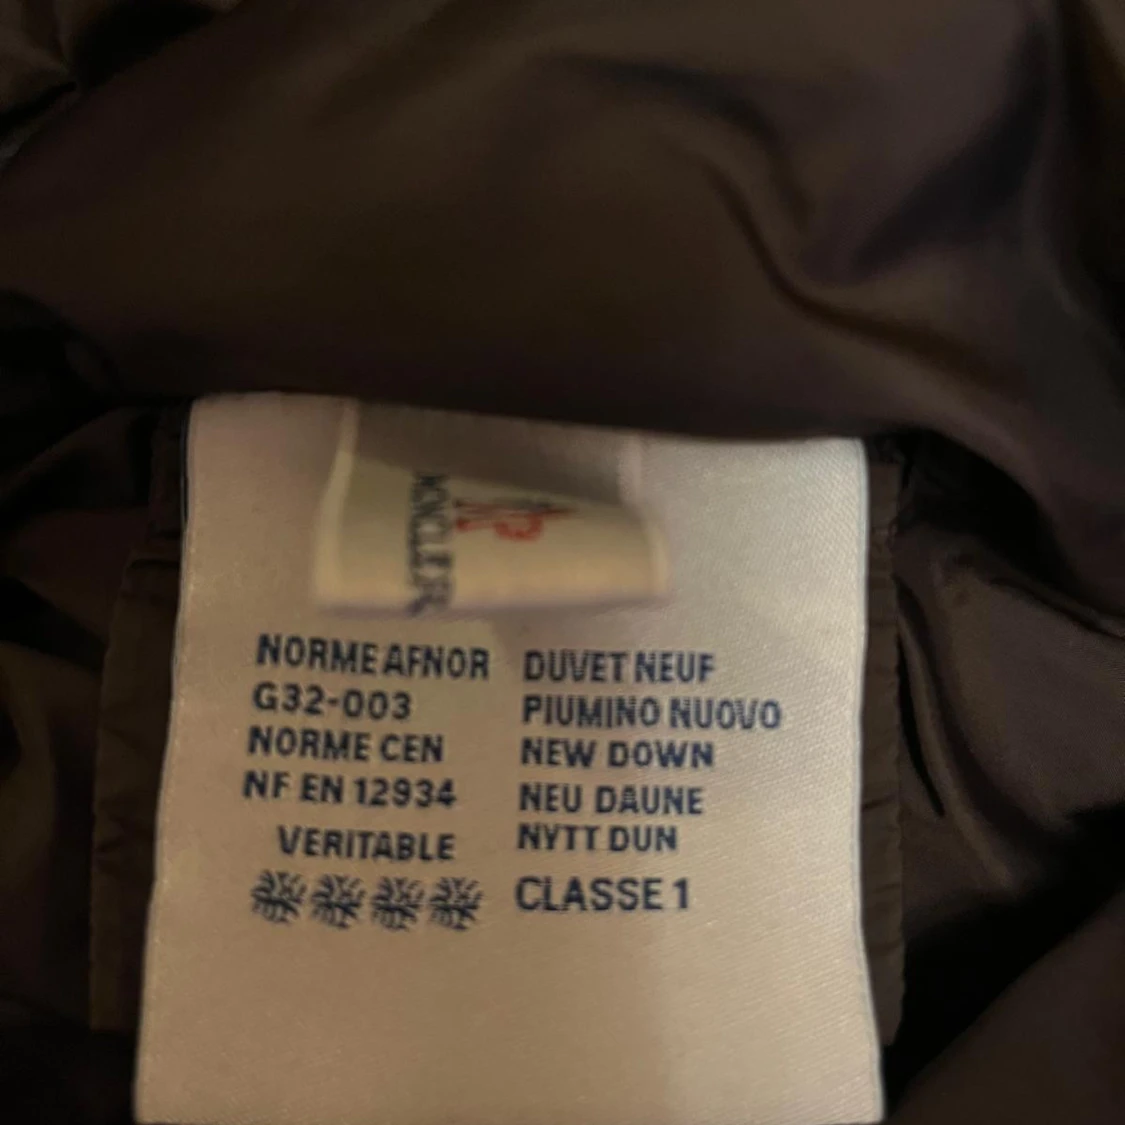 MONCLER
NORME AFNOR
G32-003
NORME CEN
NF EN 12934
VERITABLE
DUVET NEUF
PIUMINO NUOVO
NEW DOWN
NEU DAUNE
NYTT DUN
CLASSE 1